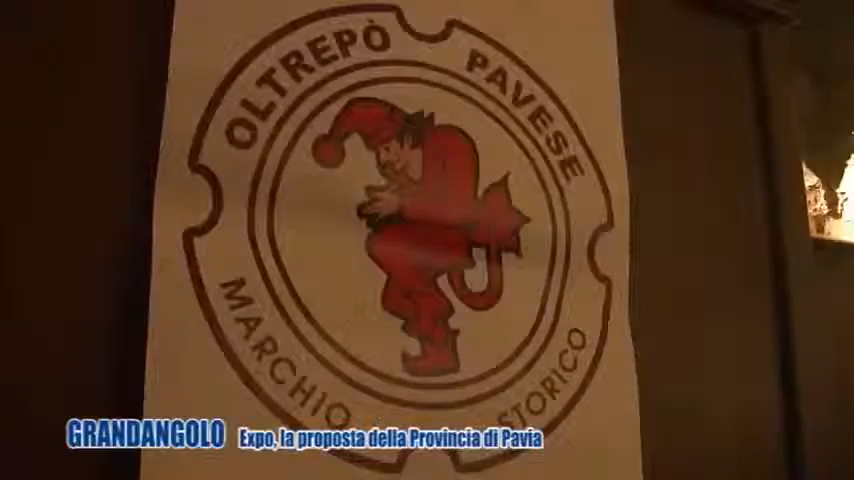 OLTREPÒ PAVESE
MARCHIO STORICO
GRANDANGOLO Expo, la proposta della Provincia di Pavia